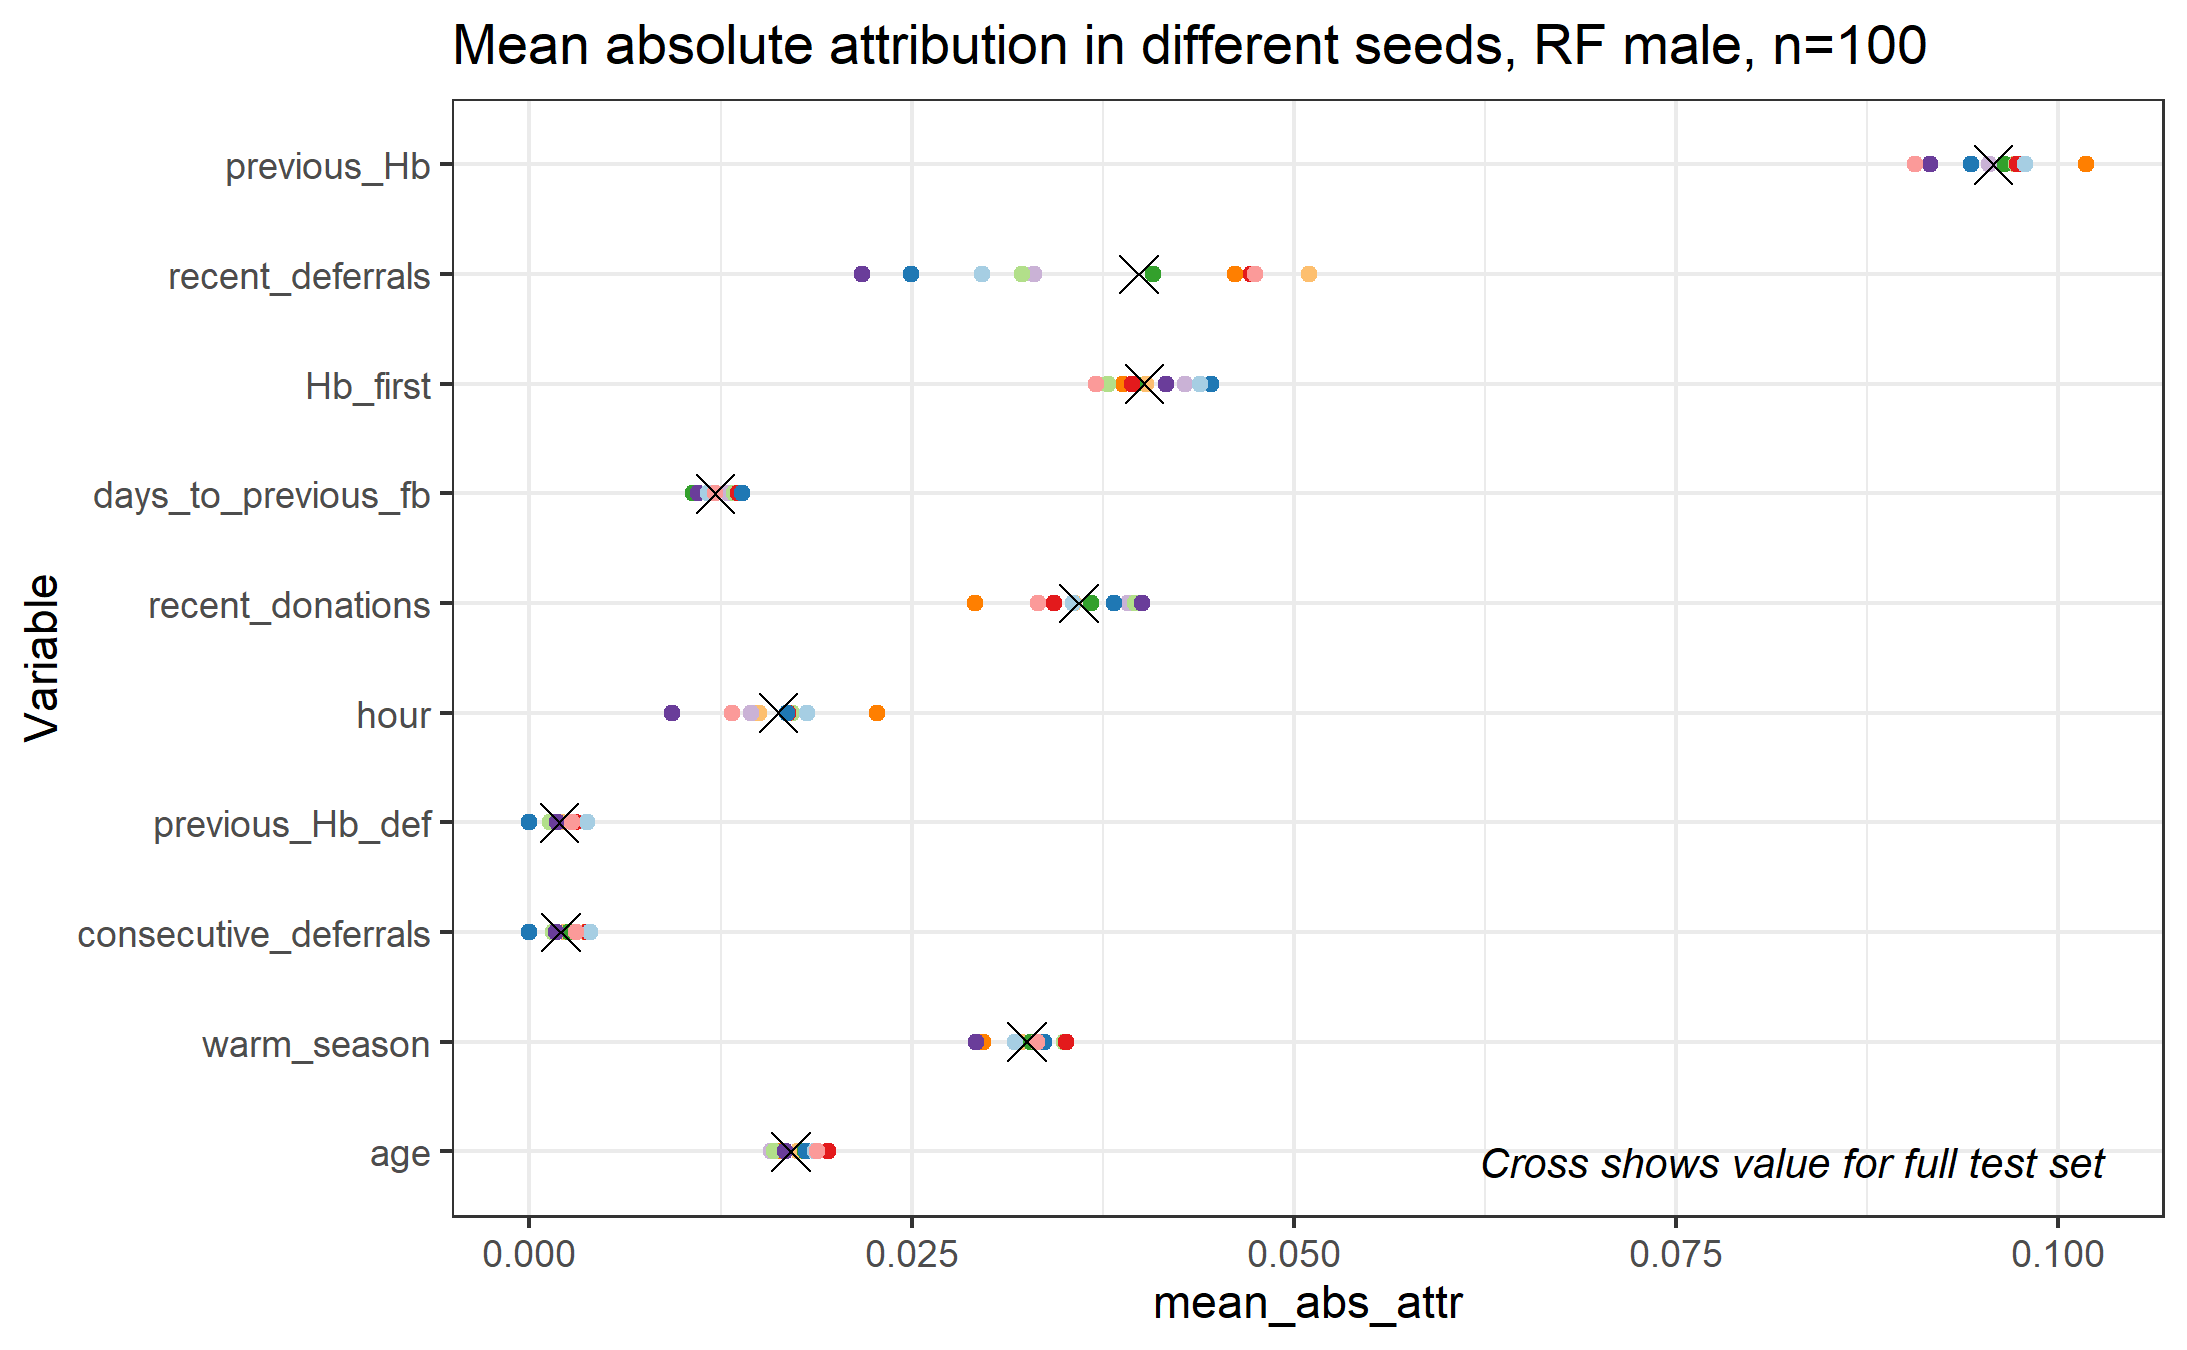 Mean absolute attribution in different seeds, RF male, n=100
Variable
previous_Hb
recent_deferrals
Hb_first
days_to_previous_fb
recent_donations
hour
previous_Hb_def
consecutive_deferrals
warm_season
age
Cross shows value for full test set
0.000 0.025 0.050 0.075 0.100
mean_abs_attr